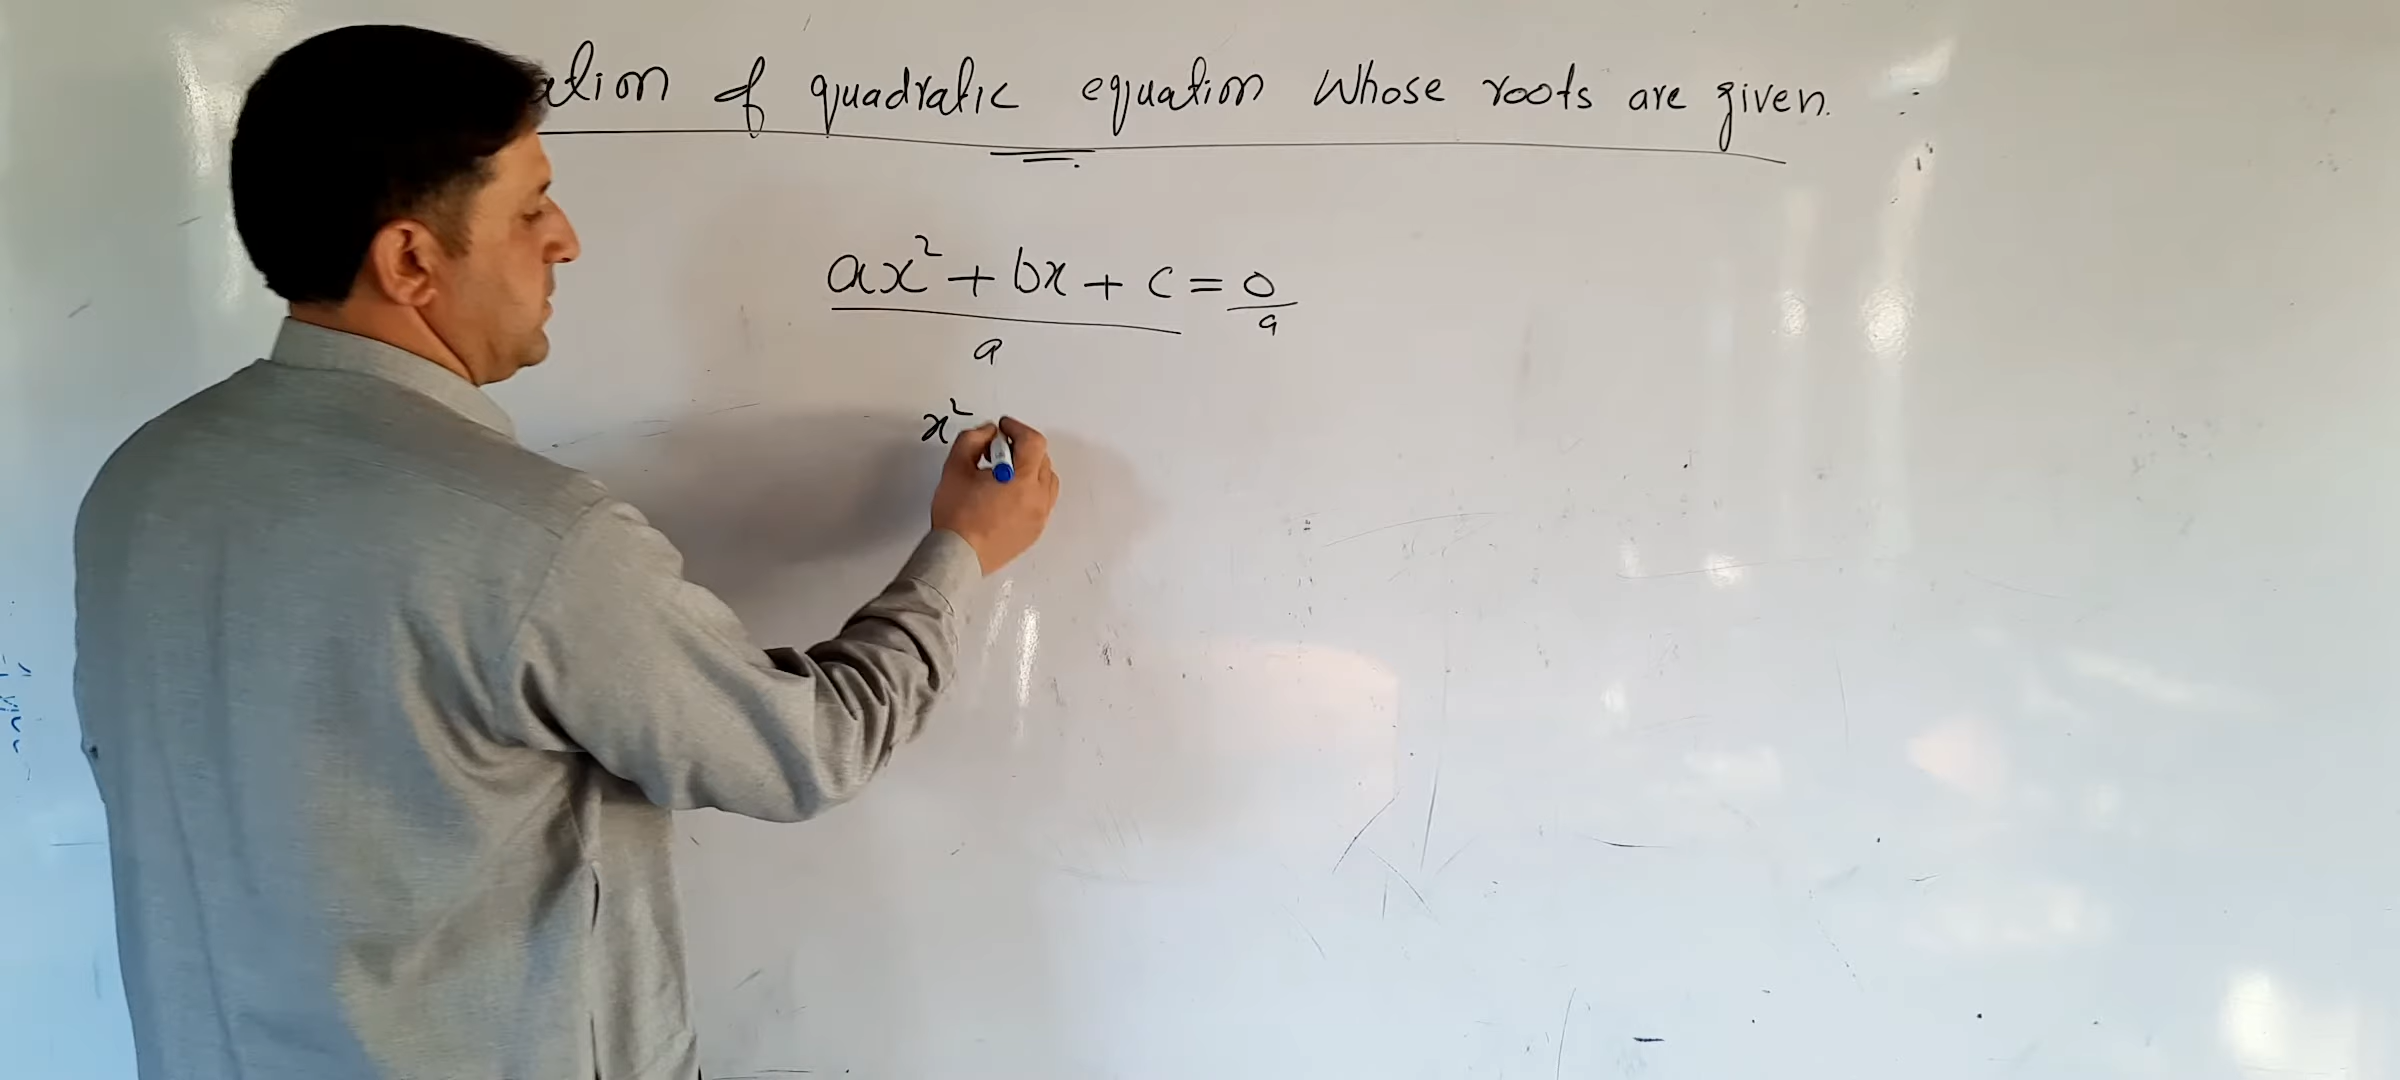 ation of quadratic equation Whose roots are given.
ax² + bx + c = 0
a a
x²